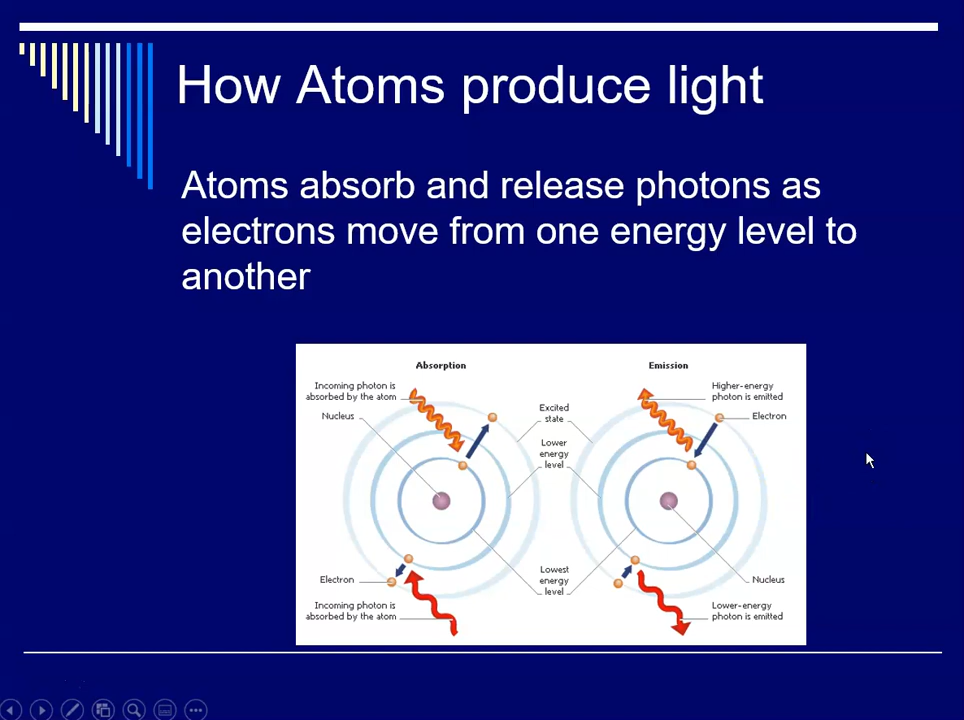 How Atoms produce light
Atoms absorb and release photons as
electrons move from one energy level to
another
Absorption
Emission
Incoming photon is
absorbed by the atom
Higher-energy
photon is emitted
Nucleus
Excited
state
Electron
Lower
energy
level
Electron
Lowest
energy
level
Nucleus
Incoming photon is
absorbed by the atom
Lower-energy
photon is emitted